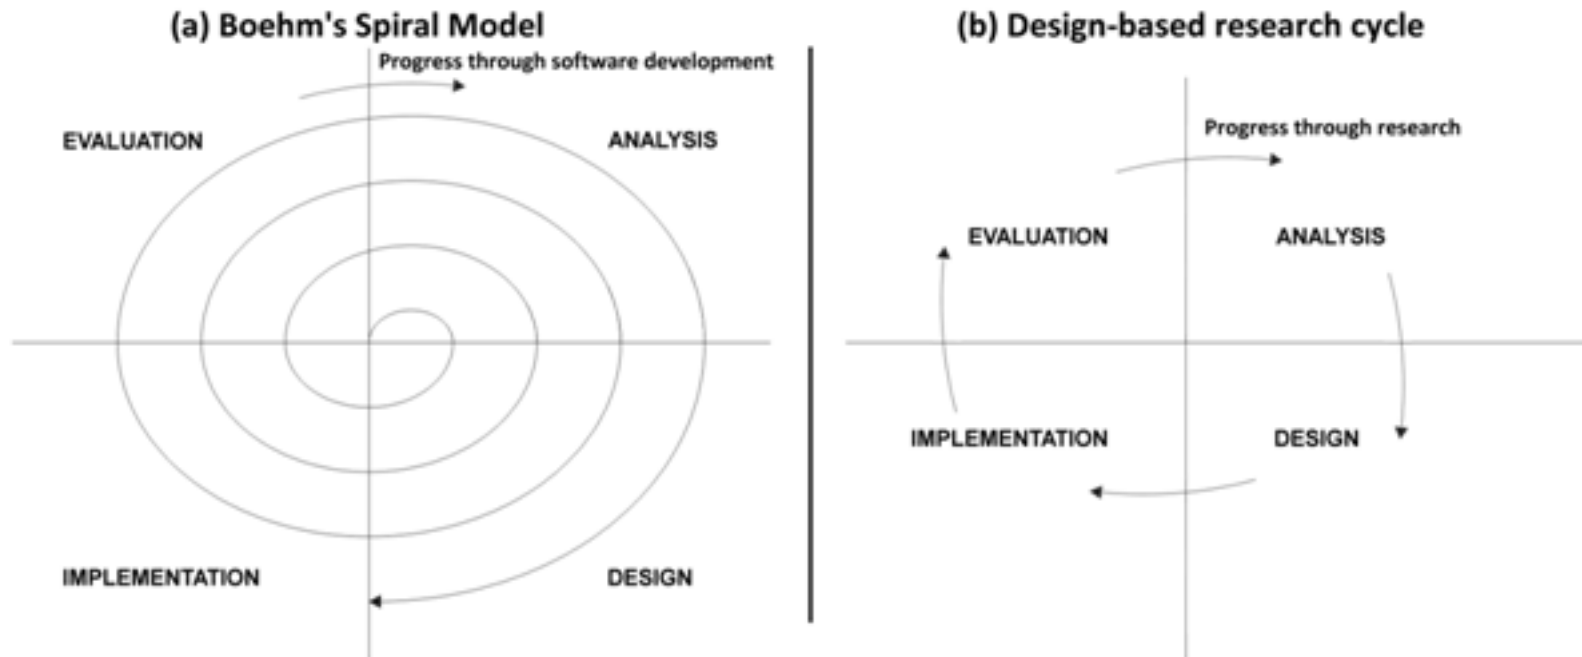 (a) Boehm's Spiral Model
Progress through software development
EVALUATION
ANALYSIS
IMPLEMENTATION
DESIGN
(b) Design-based research cycle
Progress through research
EVALUATION
ANALYSIS
IMPLEMENTATION
DESIGN